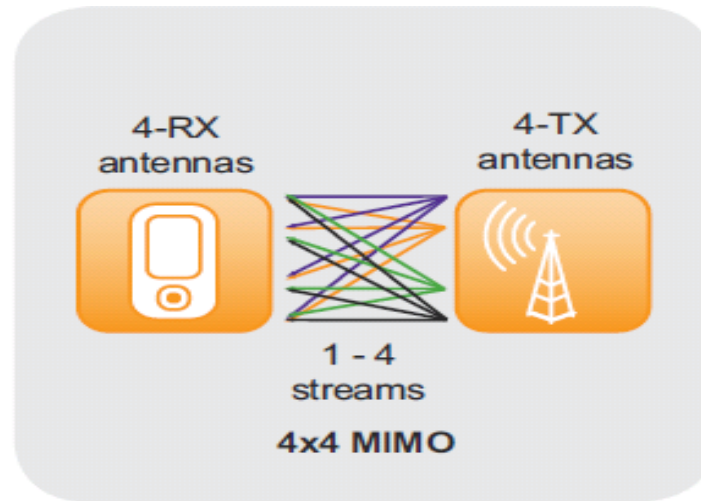 4-RX
antennas
4-TX
antennas
1 - 4
streams
4x4 MIMO